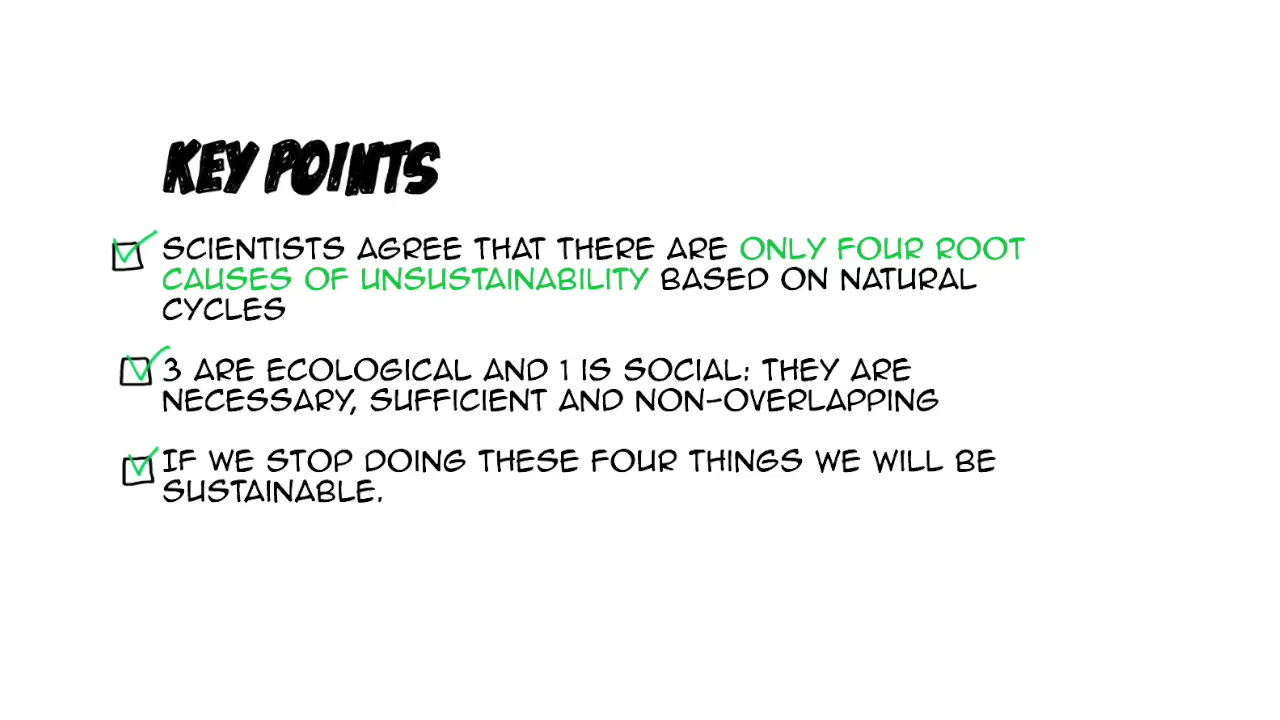 KEY POINTS
SCIENTISTS AGREE THAT THERE ARE ONLY FOUR ROOT
CAUSES OF UNSUSTAINABILITY BASED ON NATURAL
CYCLES
3 ARE ECOLOGICAL AND 1 IS SOCIAL: THEY ARE
NECESSARY, SUFFICIENT AND NON-OVERLAPPING
IF WE STOP DOING THESE FOUR THINGS WE WILL BE
SUSTAINABLE.